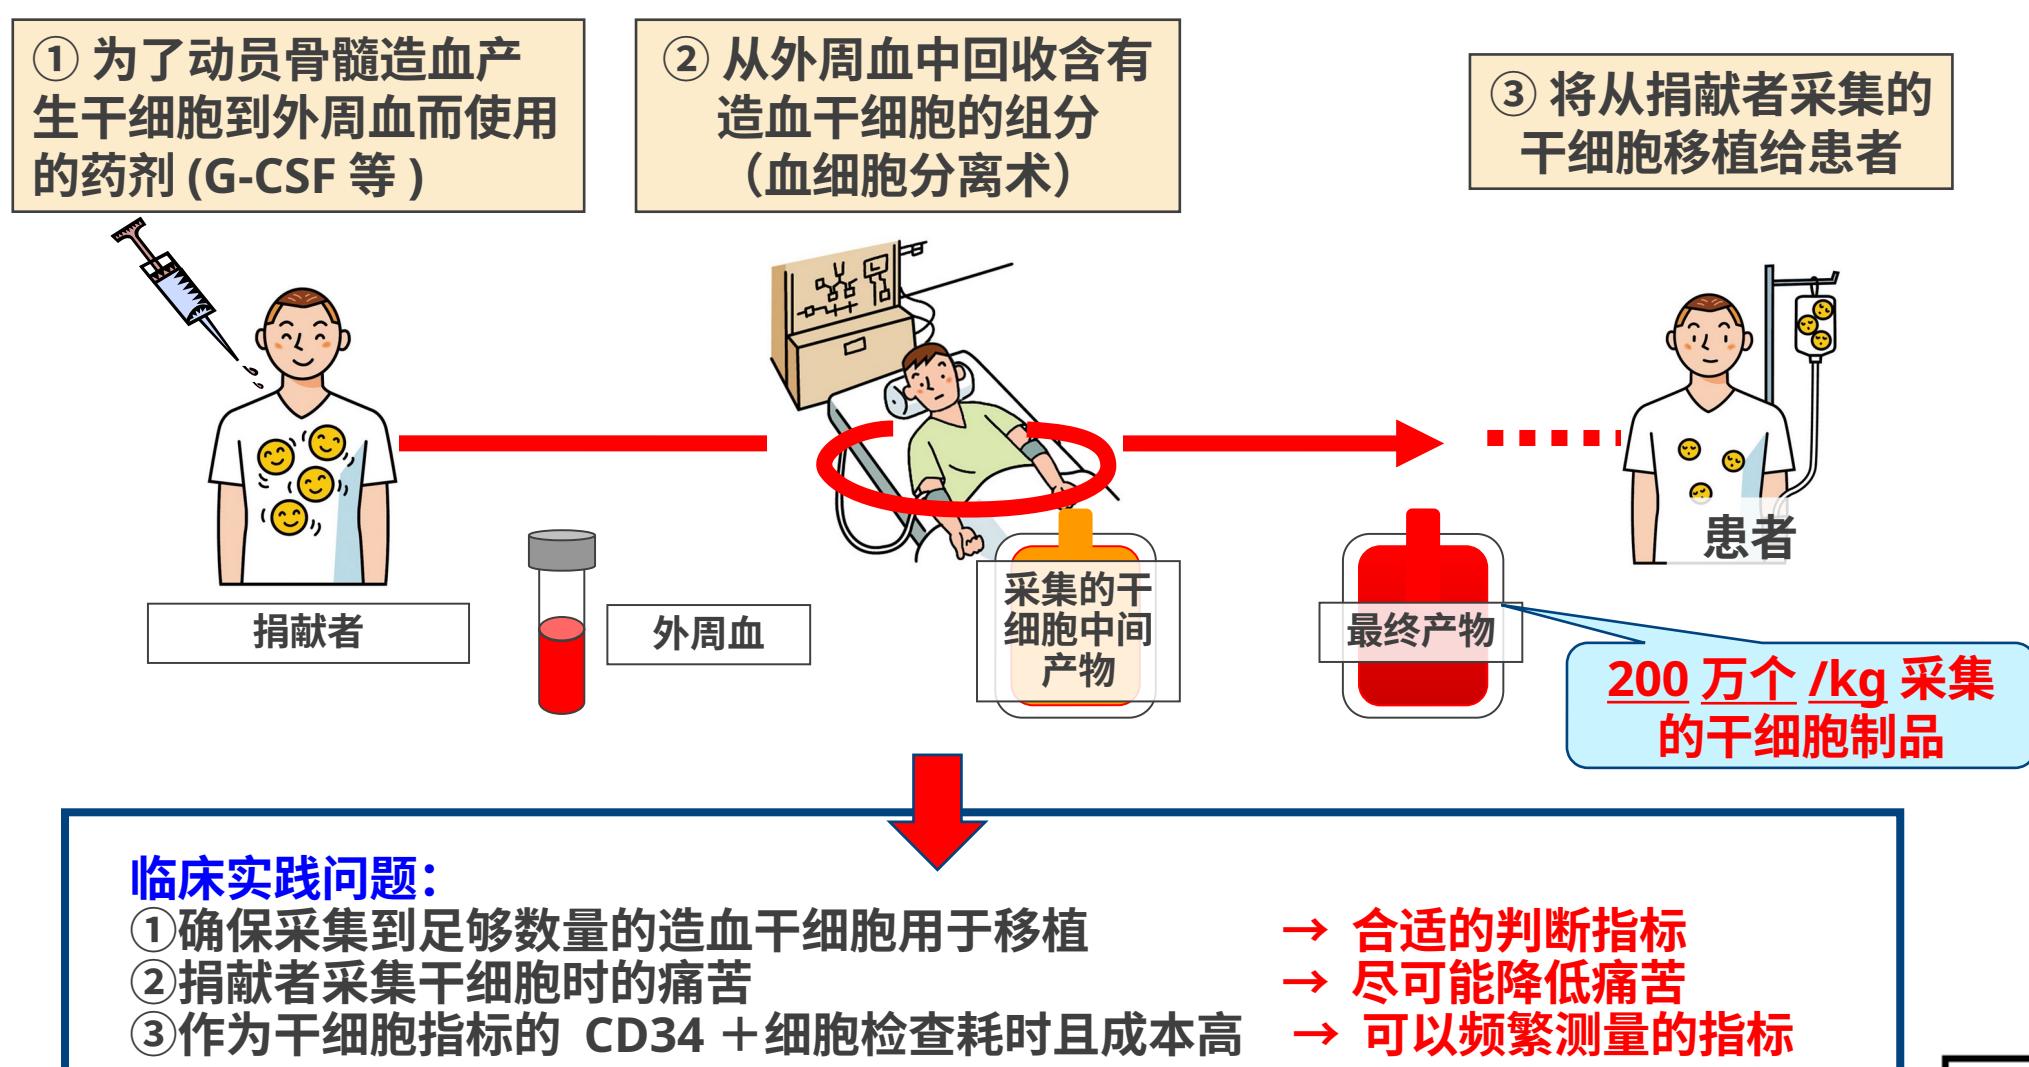 ① 为了动员骨髓造血产
生干细胞到外周血而使用
的药剂 (G-CSF 等 )
② 从外周血中回收含有
造血干细胞的组分
（血细胞分离术）
③ 将从捐献者采集的
干细胞移植给患者
患者
捐献者
外周血
采集的干
细胞中间
产物
最终产物
200 万个 /kg 采集
的干细胞制品
临床实践问题：
①确保采集到足够数量的造血干细胞用于移植 → 合适的判断指标
②捐献者采集干细胞时的痛苦 → 尽可能降低痛苦
③作为干细胞指标的 CD34 ＋细胞检查耗时且成本高 → 可以频繁测量的指标